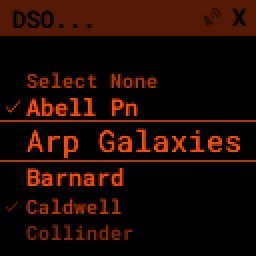 DSO... X
Select None
✓ Abell Pn
Arp Galaxies
Barnard
✓ Caldwell
Collinder